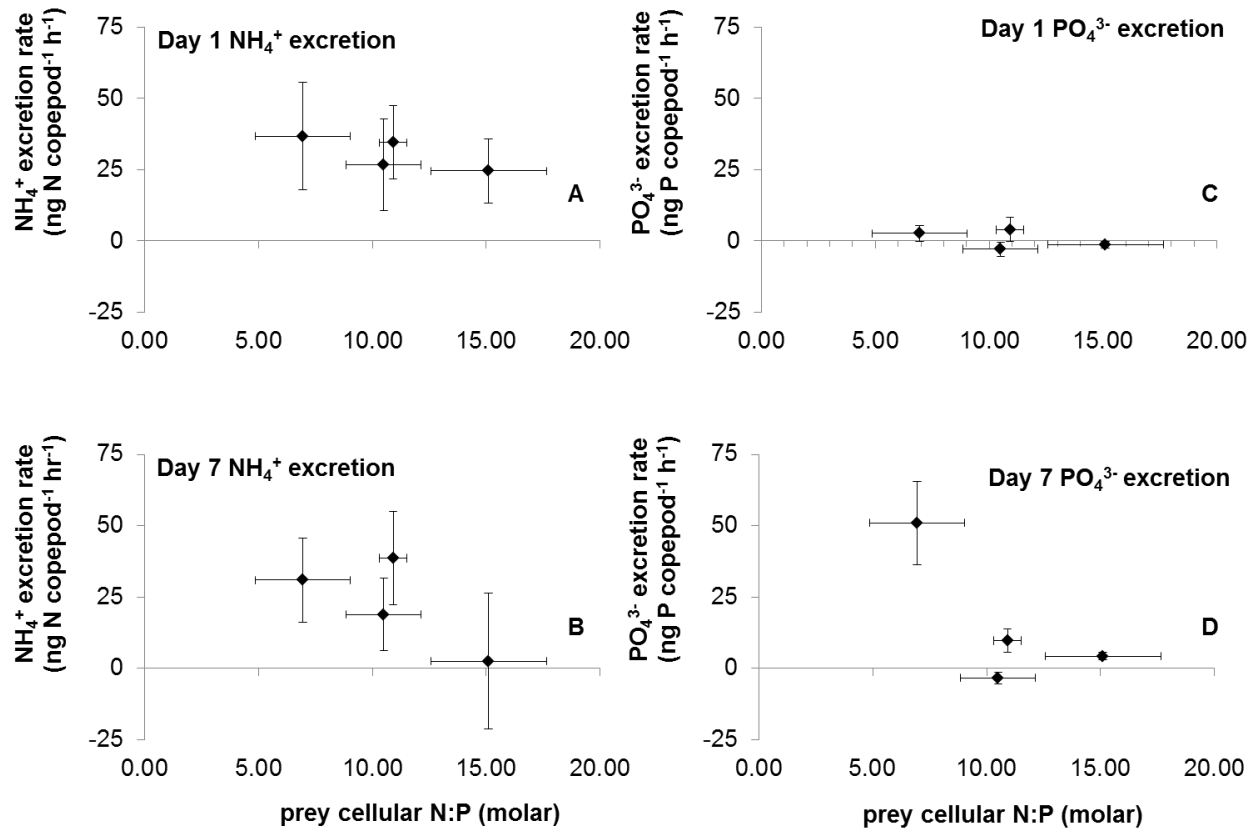 NH₄⁺ excretion rate
(ng N copepod⁻¹ h⁻¹)
75
50
25
0
-25
Day 1 NH₄⁺ excretion
A
0.00 5.00 10.00 15.00 20.00
PO₄³⁻ excretion rate
(ng P copepod⁻¹ h⁻¹)
75
50
25
0
-25
Day 1 PO₄³⁻ excretion
C
0.00 5.00 10.00 15.00 20.00
NH₄⁺ excretion rate
(ng N copepod⁻¹ hr⁻¹)
75
50
25
0
-25
Day 7 NH₄⁺ excretion
B
0.00 5.00 10.00 15.00 20.00
prey cellular N:P (molar)
PO₄³⁻ excretion rate
(ng P copepod⁻¹ h⁻¹)
75
50
25
0
-25
Day 7 PO₄³⁻ excretion
D
0.00 5.00 10.00 15.00 20.00
prey cellular N:P (molar)